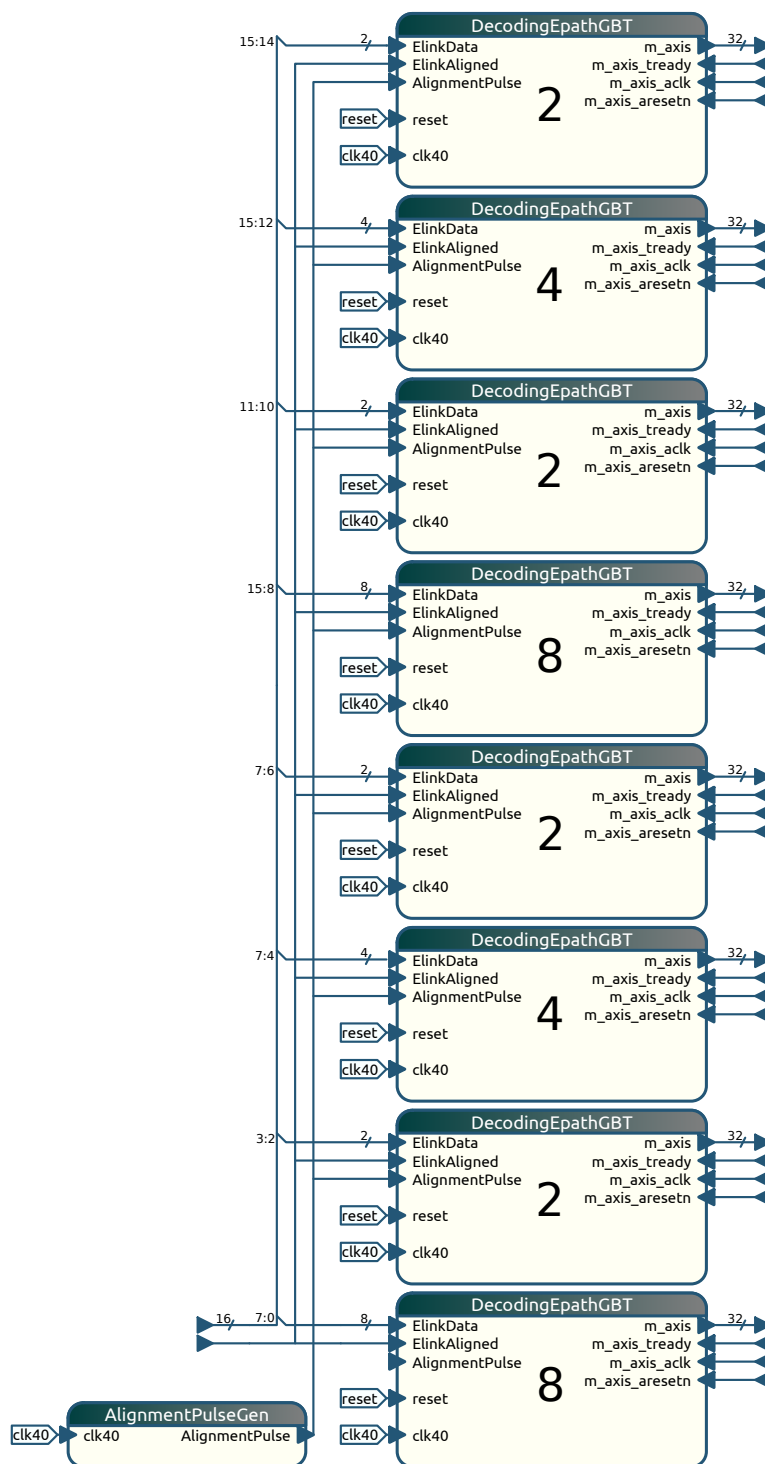 DecodingEpathGBT
15:14 2 ElinkData m_axis 32
ElinkAligned m_axis_tready
AlignmentPulse m_axis_aclk
2 m_axis_aresetn
reset reset
clk40 clk40
DecodingEpathGBT
15:12 4 ElinkData m_axis 32
ElinkAligned m_axis_tready
AlignmentPulse m_axis_aclk
4 m_axis_aresetn
reset reset
clk40 clk40
DecodingEpathGBT
11:10 2 ElinkData m_axis 32
ElinkAligned m_axis_tready
AlignmentPulse m_axis_aclk
2 m_axis_aresetn
reset reset
clk40 clk40
DecodingEpathGBT
15:8 8 ElinkData m_axis 32
ElinkAligned m_axis_tready
AlignmentPulse m_axis_aclk
8 m_axis_aresetn
reset reset
clk40 clk40
DecodingEpathGBT
7:6 2 ElinkData m_axis 32
ElinkAligned m_axis_tready
AlignmentPulse m_axis_aclk
2 m_axis_aresetn
reset reset
clk40 clk40
DecodingEpathGBT
7:4 4 ElinkData m_axis 32
ElinkAligned m_axis_tready
AlignmentPulse m_axis_aclk
4 m_axis_aresetn
reset reset
clk40 clk40
DecodingEpathGBT
3:2 2 ElinkData m_axis 32
ElinkAligned m_axis_tready
AlignmentPulse m_axis_aclk
2 m_axis_aresetn
reset reset
clk40 clk40
DecodingEpathGBT
16 7:0 8 ElinkData m_axis 32
ElinkAligned m_axis_tready
AlignmentPulse m_axis_aclk
8 m_axis_aresetn
reset reset
AlignmentPulseGen
clk40 clk40 AlignmentPulse clk40 clk40